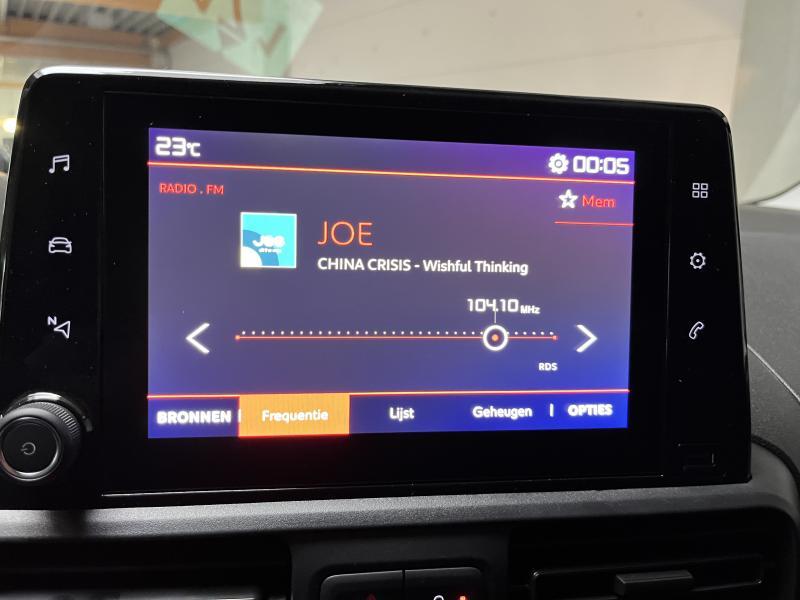 23°C
00:05
RADIO . FM
Mem
JOE
JOE
CHINA CRISIS - Wishful Thinking
104.10 MHz
RDS
BRONNEN Frequentie Lijst Geheugen OPTIES
N